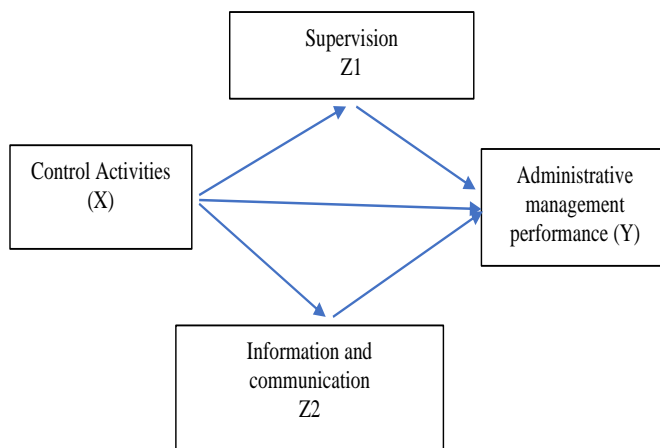 Supervision
Z1
Control Activities
(X)
Administrative
management
performance (Y)
Information and
communication
Z2